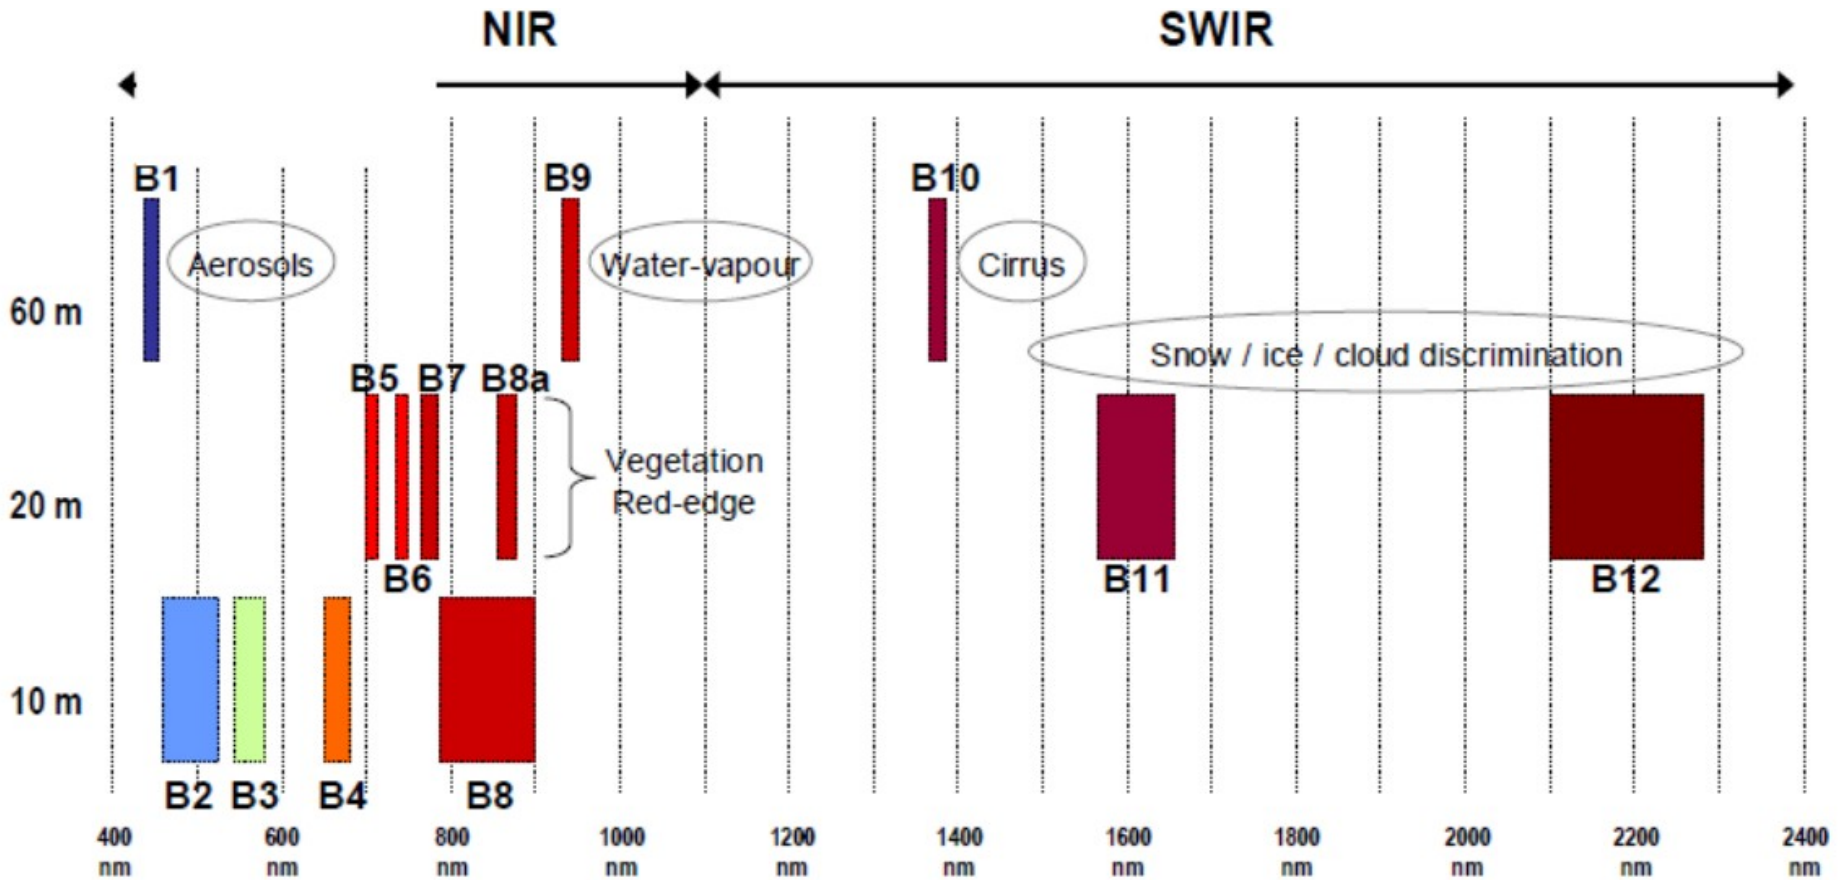 NIR
SWIR
B1
B9
B10
Aerosols
Water-vapour
Cirrus
60 m
Snow / ice / cloud discrimination
B5
B7
B8a
Vegetation
Red-edge
20 m
B6
B11
B12
10 m
B2
B3
B4
B8
400 600 800 1000 1200 1400 1600 1800 2000 2200 2400
nm nm nm nm nm nm nm nm nm nm nm